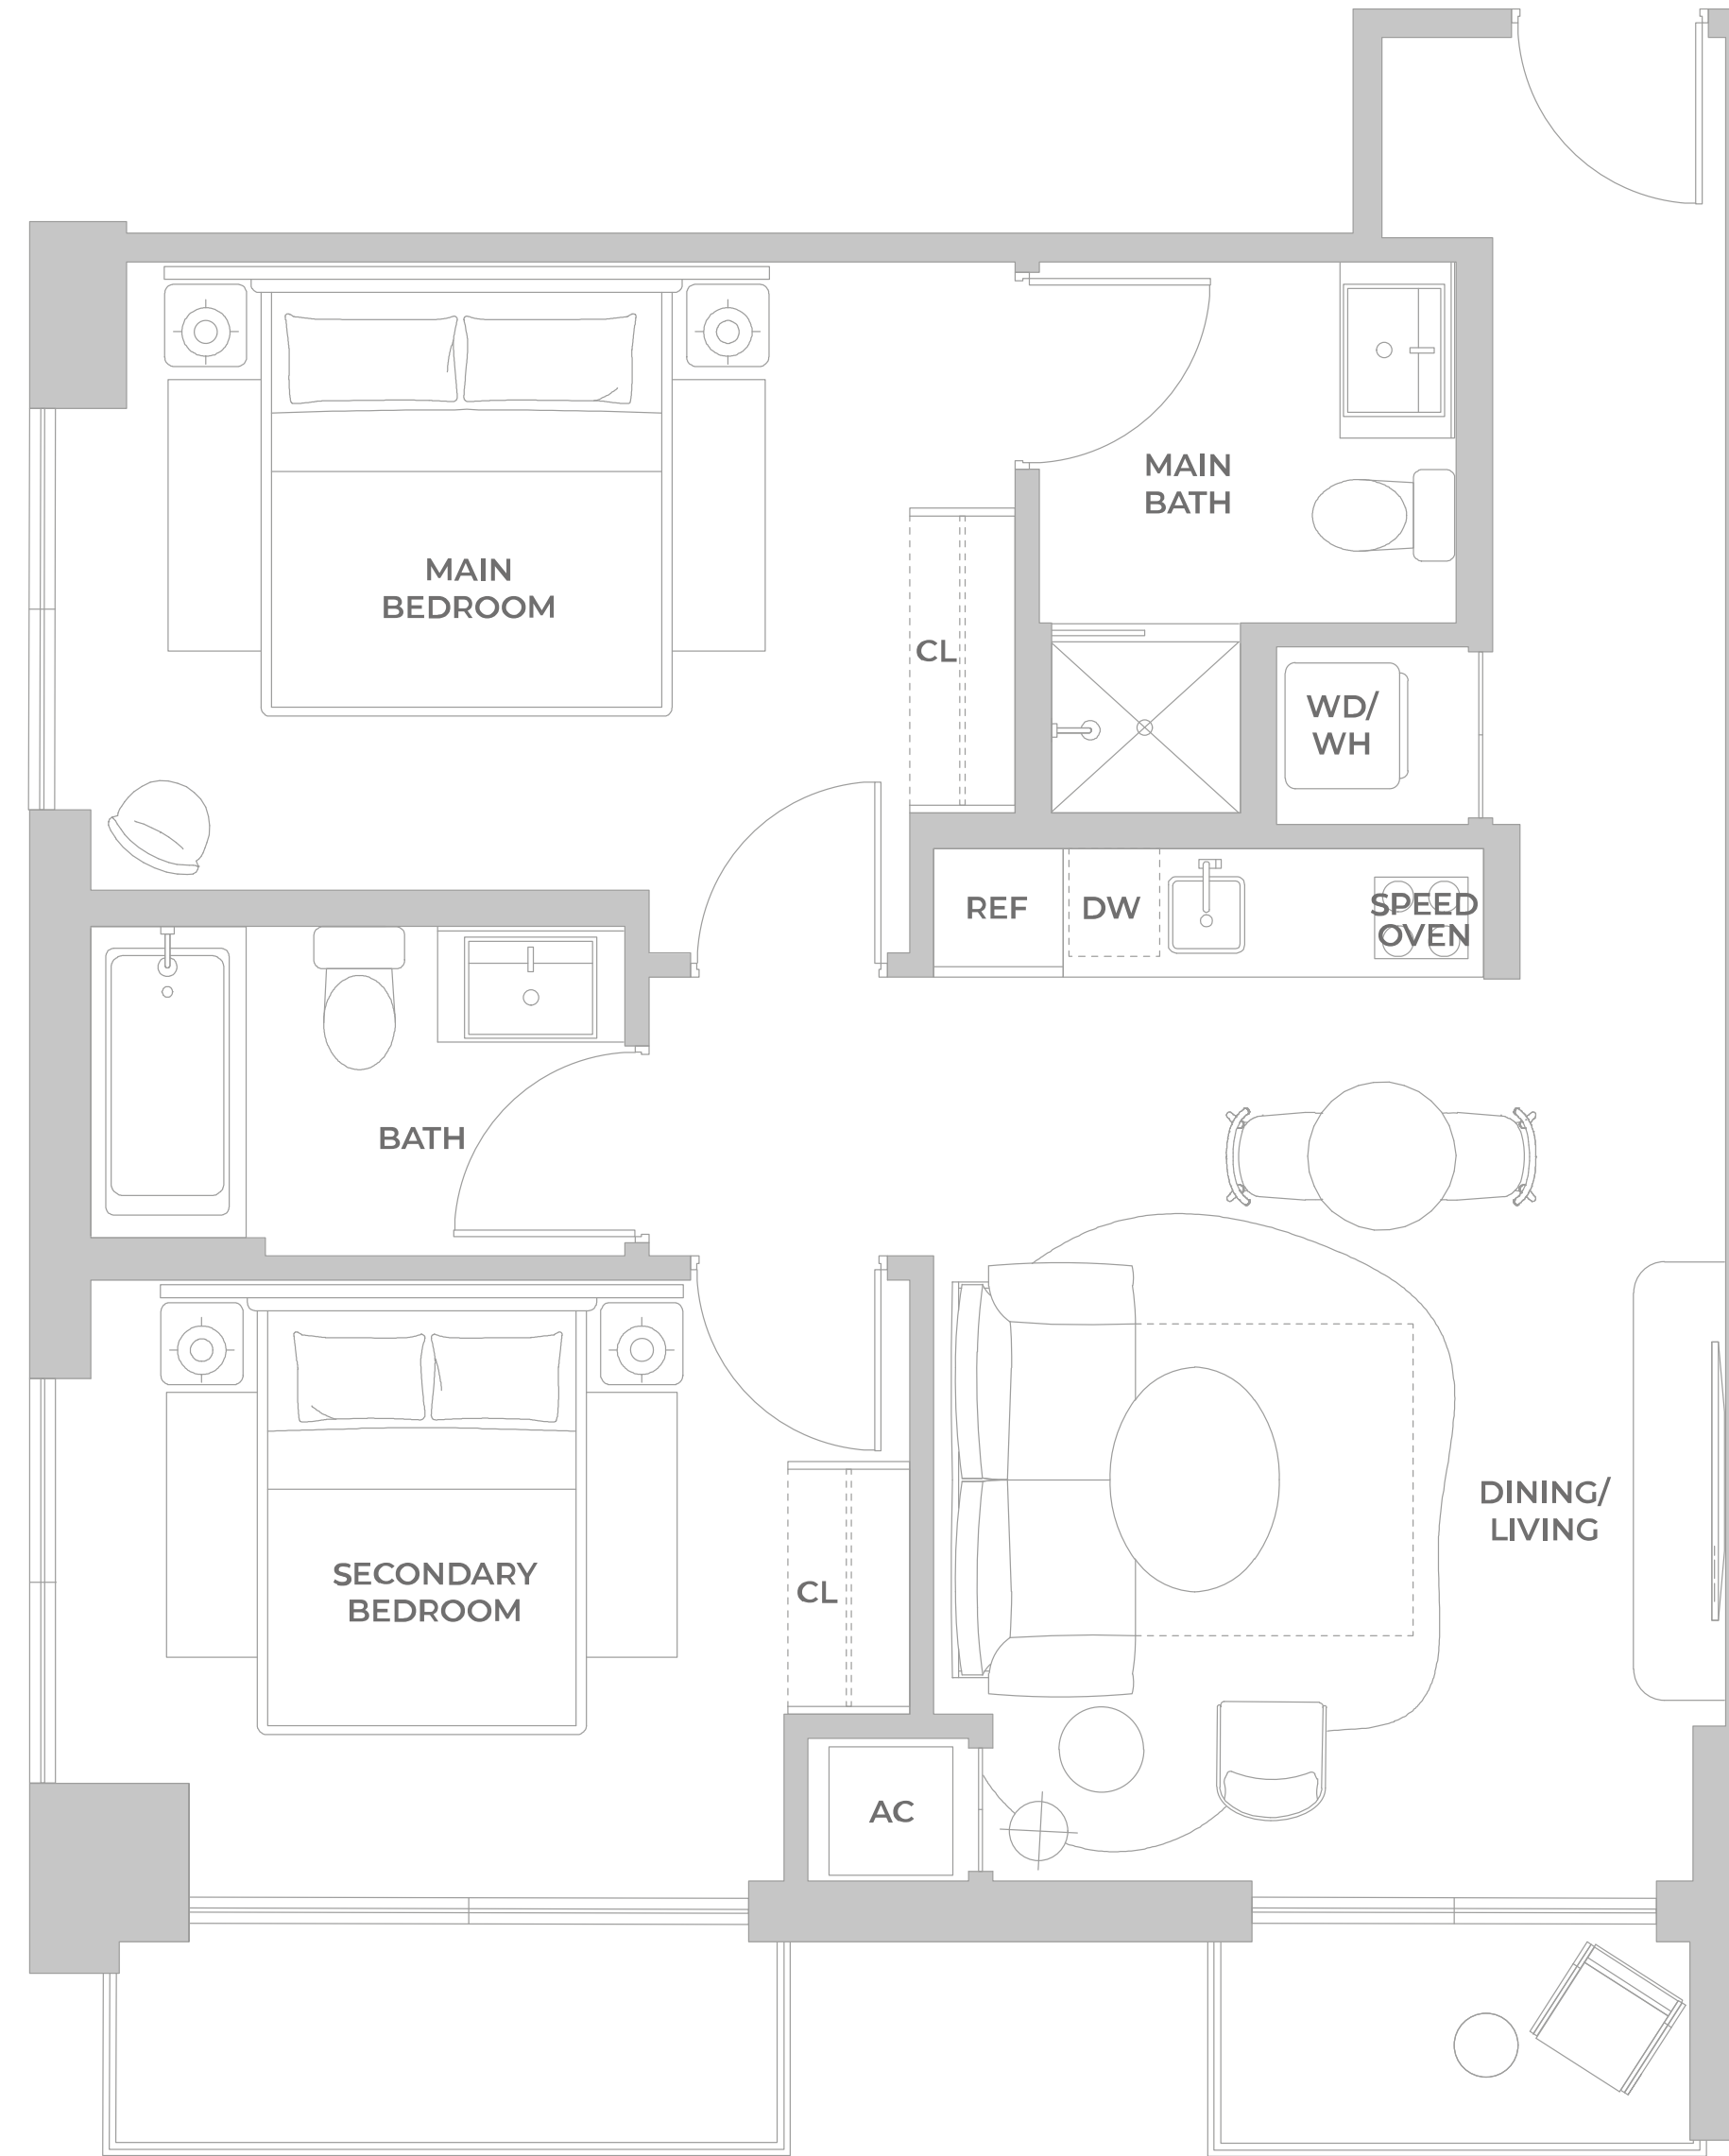 MAIN
BATH
MAIN
BEDROOM
CL
WD/
WH
REF
DW
SPEED
OVEN
BATH
DINING/
LIVING
SECONDARY
BEDROOM
CL
AC